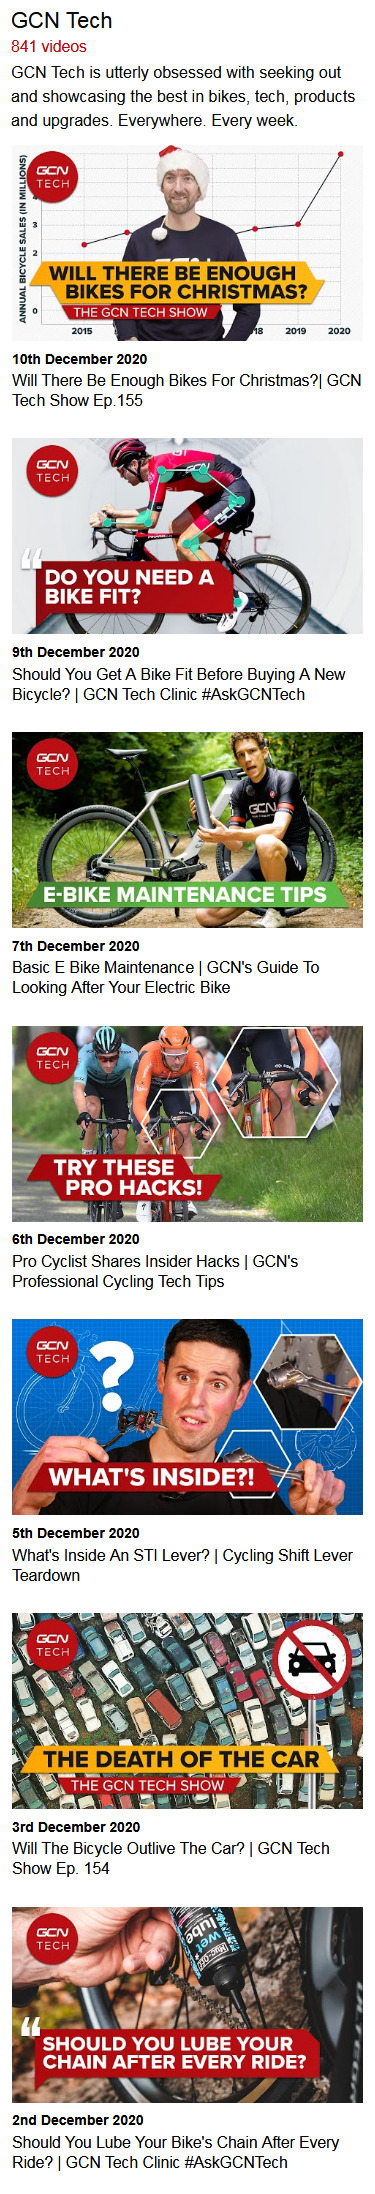 GCN Tech
841 videos
GCN Tech is utterly obsessed with seeking out
and showcasing the best in bikes, tech, products
and upgrades. Everywhere. Every week.
GCN
TECH
ANNUAL BICYCLE SALES (IN MILLIONS)
3
2
0
WILL THERE BE ENOUGH
BIKES FOR CHRISTMAS?
THE GCN TECH SHOW
2015
18
2019
2020
10th December 2020
Will There Be Enough Bikes For Christmas?| GCN
Tech Show Ep.155
GCN
TECH
GCN
“
DO YOU NEED A
BIKE FIT?
9th December 2020
Should You Get A Bike Fit Before Buying A New
Bicycle? | GCN Tech Clinic #AskGCNTech
GCN
TECH
GCN
E-BIKE MAINTENANCE TIPS
7th December 2020
Basic E Bike Maintenance | GCN's Guide To
Looking After Your Electric Bike
GCN
TECH
TRY THESE
PRO HACKS!
6th December 2020
Pro Cyclist Shares Insider Hacks | GCN's
Professional Cycling Tech Tips
GCN
TECH
?
WHAT'S INSIDE?!
5th December 2020
What's Inside An STI Lever? | Cycling Shift Lever
Teardown
GCN
TECH
THE DEATH OF THE CAR
THE GCN TECH SHOW
3rd December 2020
Will The Bicycle Outlive The Car? | GCN Tech
Show Ep. 154
GCN
TECH
wet
lube
MUC-OFF
“
SHOULD YOU LUBE YOUR
CHAIN AFTER EVERY RIDE?
2nd December 2020
Should You Lube Your Bike's Chain After Every
Ride? | GCN Tech Clinic #AskGCNTech